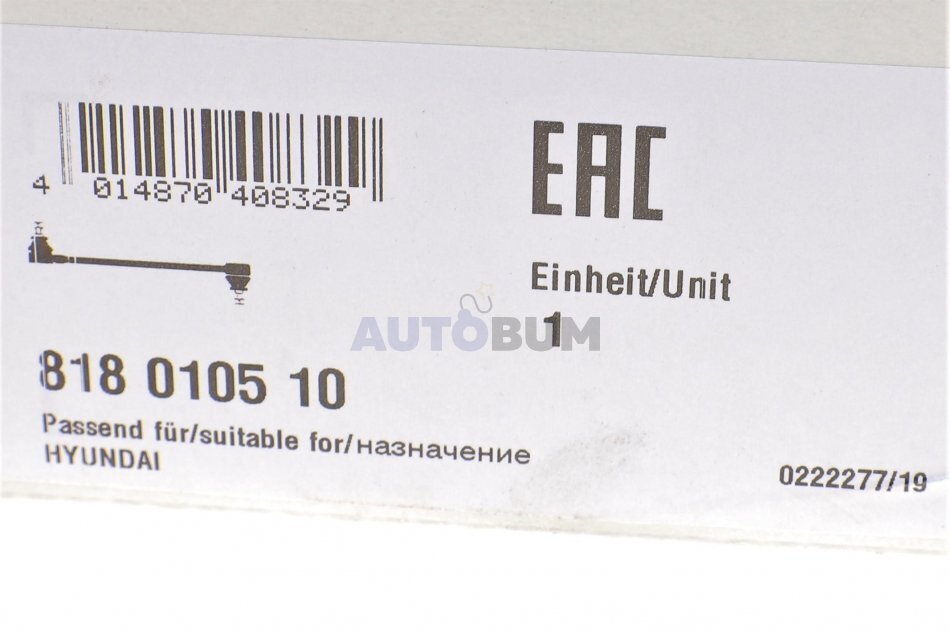 4 014870 408329
EAC
Einheit/Unit
1
AUTOBUM
818 0105 10
Passend für/suitable for/назначение
HYUNDAI
0222277/19